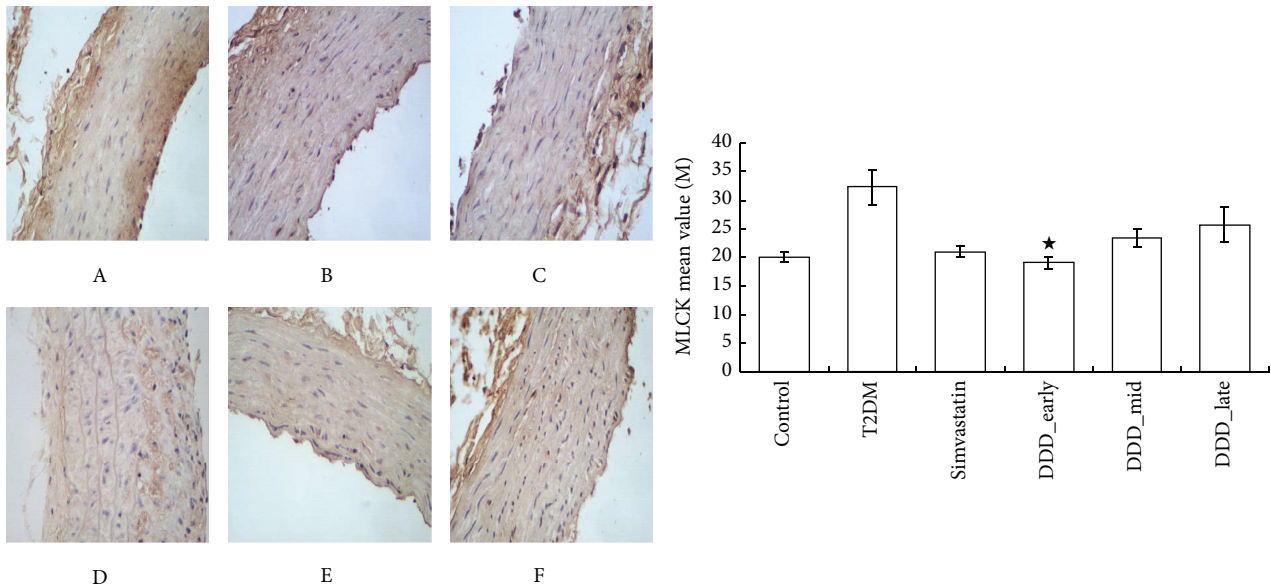 A
B
C
D
E
F
MLCK mean value (M)
40
35
30
25
20
15
10
5
0
★
Control
T2DM
Simvastatin
DDD_early
DDD_mid
DDD_late